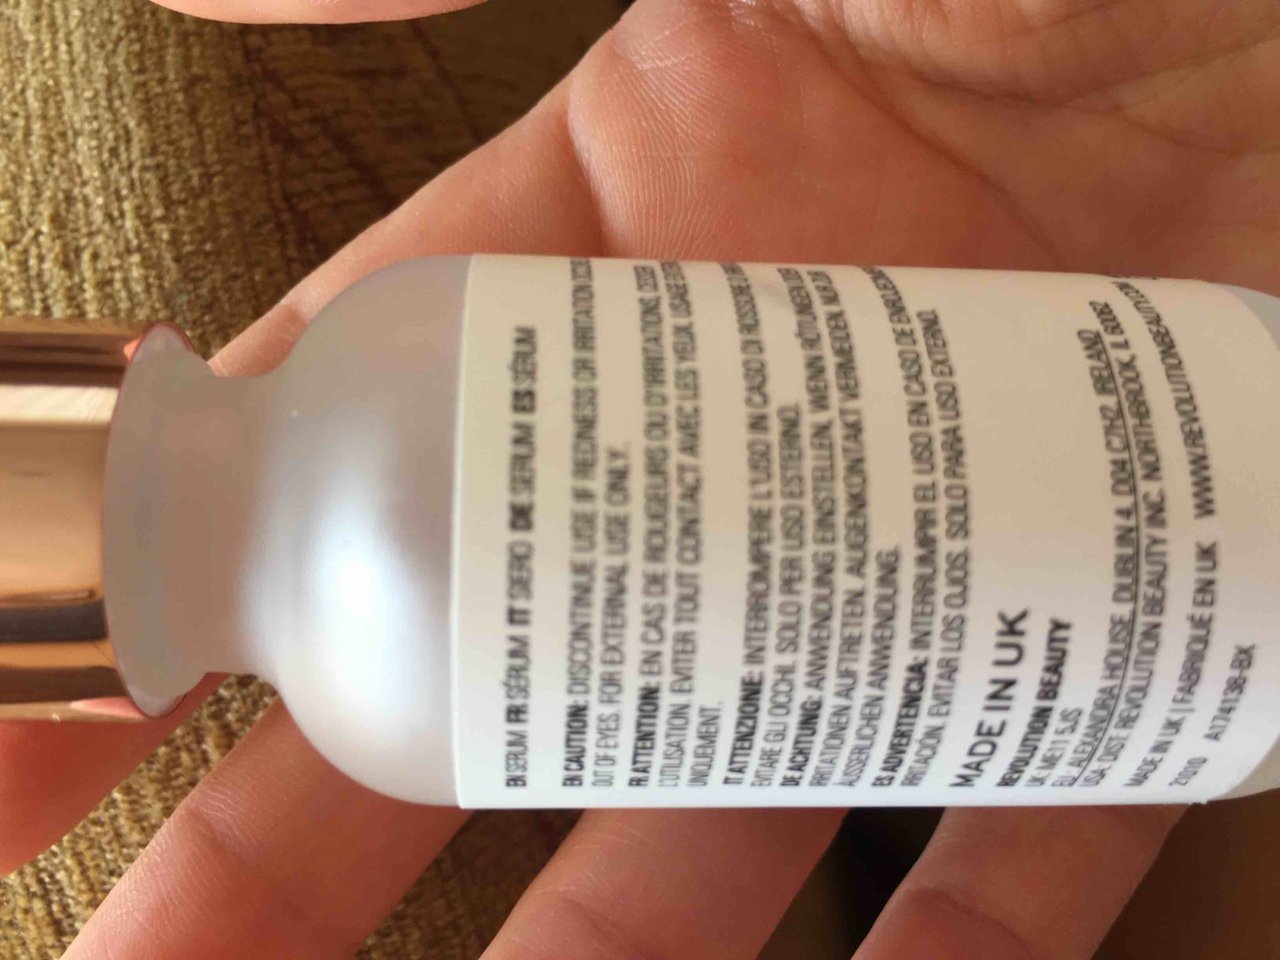 EN SERUM FR SÉRUM IT SIERO DE SERUM ES SÉRUM
EN CAUTION: DISCONTINUE USE IF REDNESS OR IRRITATION OCCURS
OUT OF EYES. FOR EXTERNAL USE ONLY.
FR ATTENTION: EN CAS DE ROUGEURS OU D'IRRITATIONS, CESSER
L'UTILISATION. EVITER TOUT CONTACT AVEC LES YEUX. USAGE EXTERNE
UNIQUEMENT.
IT ATTENZIONE: INTERROMPERE L'USO IN CASO DI ROSSORE
EVITARE GLI OCCHI. SOLO PER USO ESTERNO.
DE ACHTUNG: ANWENDUNG EINSTELLEN, WENN RÖTUNGEN ODER
IRRITATIONEN AUFTRETEN. AUGENKONTAKT VERMEIDEN. NUR ZUR
ÄUSSERLICHEN ANWENDUNG.
ES ADVERTENCIA: INTERRUMPIR EL USO EN CASO DE ENROJECI
IRRITACIÓN. EVITAR LOS OJOS. SOLO PARA USO EXTERNO.
MADE IN UK
REVOLUTION BEAUTY
UK: ME11 5JS
EU: ALEXANDRA HOUSE, DUBLIN 4, D04 C7H2, IRELAND
USA: DIST. REVOLUTION BEAUTY INC. NORTHBROOK, IL 60062
MADE IN UK | FABRIQUÉ EN UK WWW.REVOLUTIONBEAUTY.COM
21000 A174138-BX